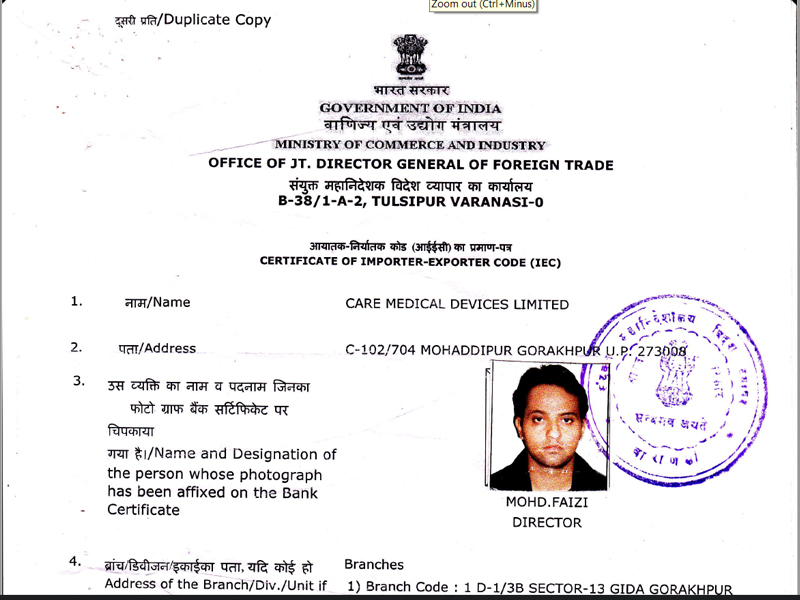 Zoom out (Ctrl+Minus)
दूसरी प्रति/Duplicate Copy
भारत सरकार
GOVERNMENT OF INDIA
वाणिज्य एवं उद्योग मंत्रालय
MINISTRY OF COMMERCE AND INDUSTRY
OFFICE OF JT. DIRECTOR GENERAL OF FOREIGN TRADE
संयुक्त महानिदेशक विदेश व्यापार का कार्यालय
B-38/1-A-2, TULSIPUR VARANASI-0
आयातक-निर्यातक कोड (आईईसी) का प्रमाण-पत्र
CERTIFICATE OF IMPORTER-EXPORTER CODE (IEC)
1. नाम/Name CARE MEDICAL DEVICES LIMITED
2. पता/Address C-102/704 MOHADDIPUR GORAKHPUR U.P. 273008
3. उस व्यक्ति का नाम व पदनाम जिनका
फोटो ग्राफ बैंक सर्टिफिकेट पर
चिपकाया
गया है।/Name and Designation of
the person whose photograph
has been affixed on the Bank
Certificate
MOHD.FAIZI
DIRECTOR
सत्यमेव जयते
4. ब्रांच/डिवीजन/इकाईका पता, यदि कोई हो Branches
Address of the Branch/Div./Unit if 1) Branch Code : 1 D-1/3B SECTOR-13 GIDA GORAKHPUR